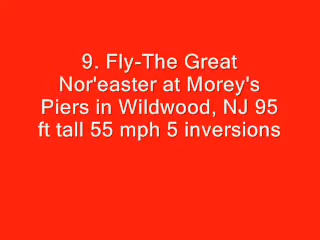 9. Fly-The Great
Nor'easter at Morey's
Piers in Wildwood, NJ 95
ft tall 55 mph 5 inversions